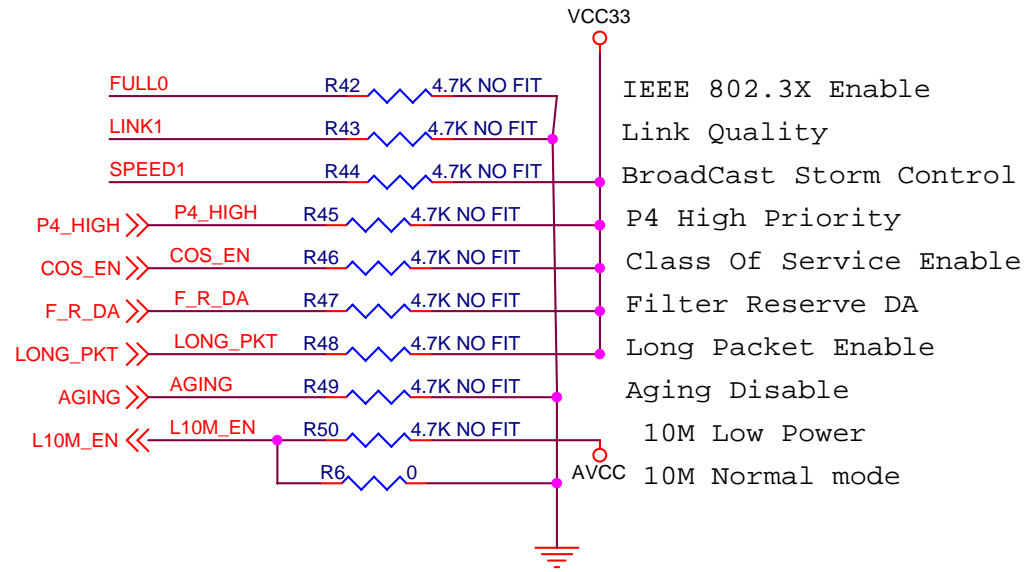 VCC33
FULL0 R42 4.7K NO FIT IEEE 802.3X Enable
LINK1 R43 4.7K NO FIT Link Quality
SPEED1 R44 4.7K NO FIT BroadCast Storm Control
P4_HIGH P4_HIGH R45 4.7K NO FIT P4 High Priority
COS_EN COS_EN R46 4.7K NO FIT Class Of Service Enable
F_R_DA F_R_DA R47 4.7K NO FIT Filter Reserve DA
LONG_PKT LONG_PKT R48 4.7K NO FIT Long Packet Enable
AGING AGING R49 4.7K NO FIT Aging Disable
L10M_EN L10M_EN R50 4.7K NO FIT 10M Low Power
R6 0 AVCC 10M Normal mode